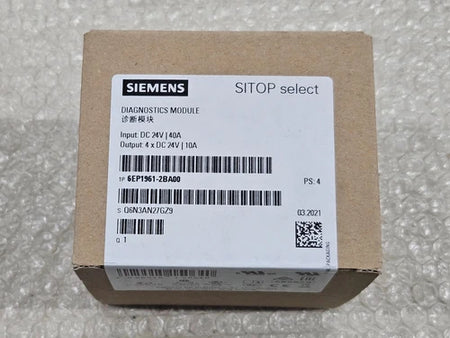 SIEMENS
SITOP select
DIAGNOSTICS MODULE
诊断模块
Input: DC 24V | 40A
Output: 4 x DC 24V | 10A
1P 6EP1961-2BA00
PS: 4
S Q6N3AN27GZ9
03.2021
Q 1
PACKAGING